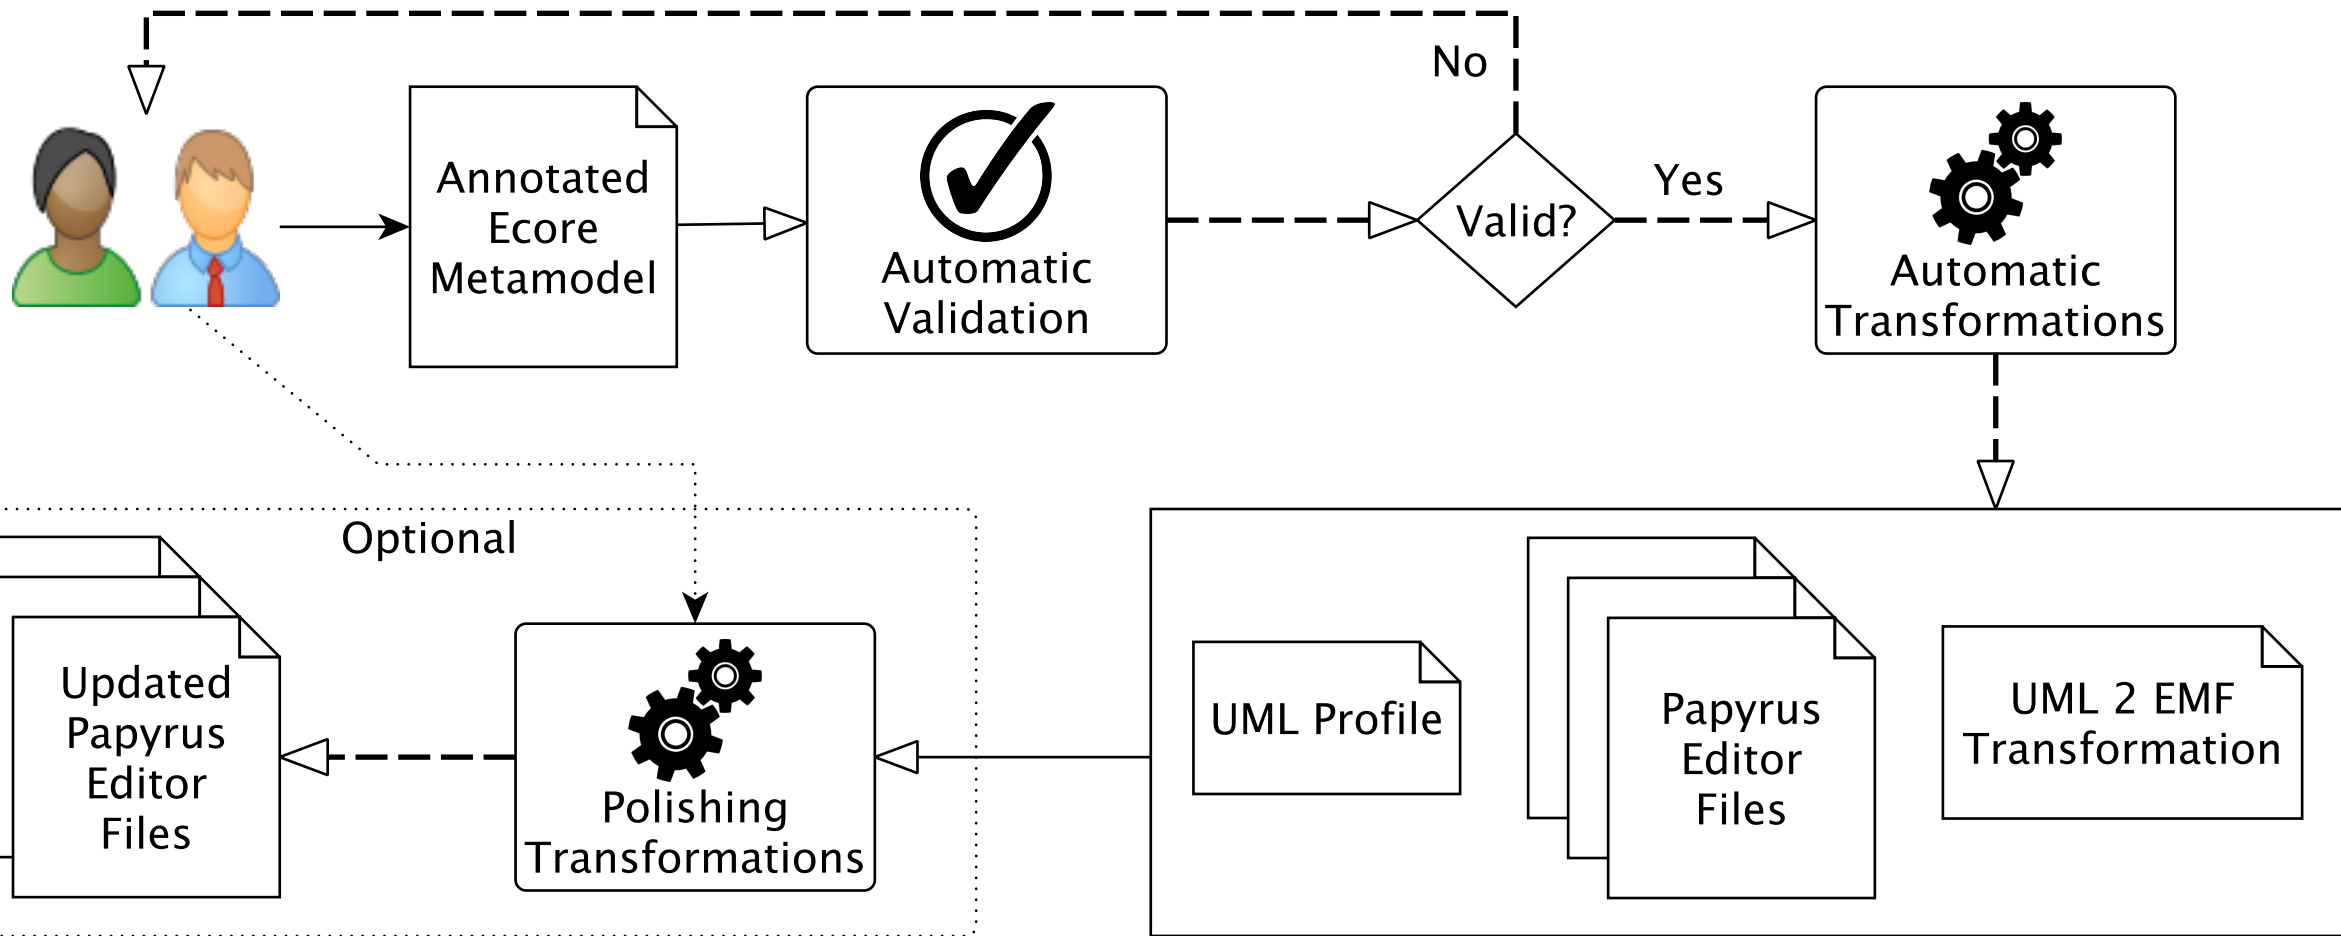 No
Annotated
Ecore
Metamodel
Automatic
Validation
Valid?
Yes
Automatic
Transformations
Optional
Updated
Papyrus
Editor
Files
Polishing
Transformations
UML Profile
Papyrus
Editor
Files
UML 2 EMF
Transformation